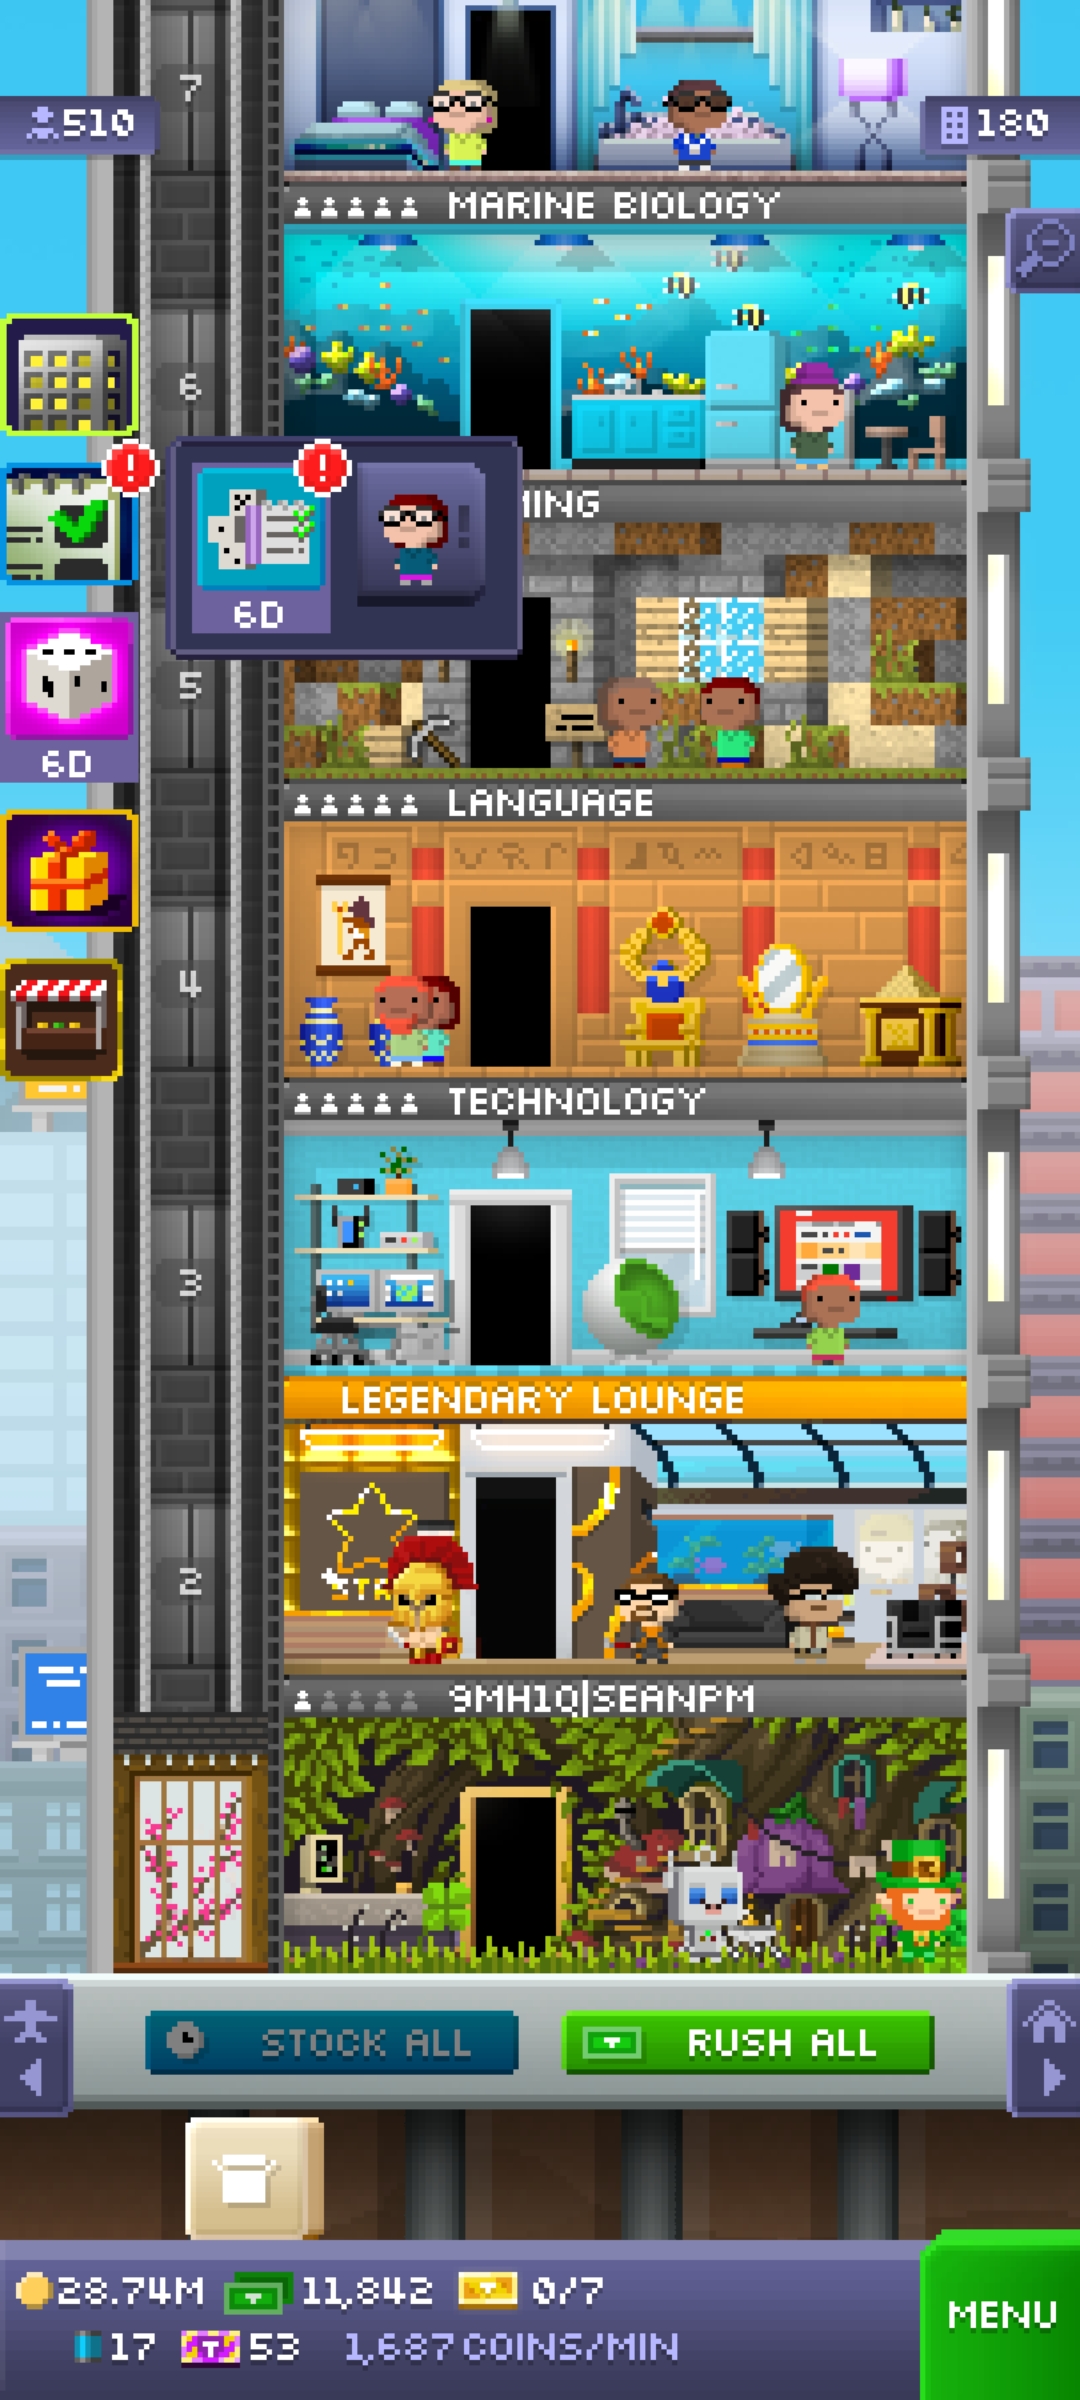 7
510
180
MARINE BIOLOGY
6
MING
6D
5
6D
LANGUAGE
4
TECHNOLOGY
3
LEGENDARY LOUNGE
2
9MH1Q|SEANPM
STOCK ALL
RUSH ALL
28.74M 11,842 0/7
17 53 1,687 COINS/MIN
MENU